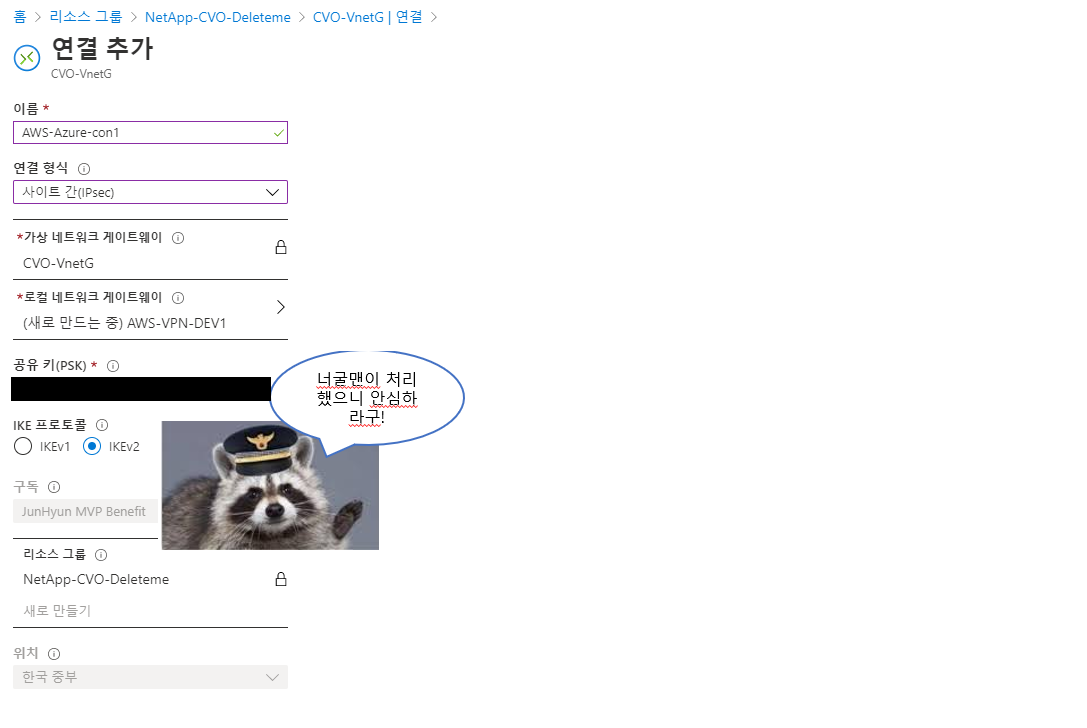 홈 > 리소스 그룹 > NetApp-CVO-Deleteme > CVO-VnetG | 연결 >
연결 추가
CVO-VnetG
이름 *
AWS-Azure-con1
연결 형식
사이트 간(IPsec)
*가상 네트워크 게이트웨이
CVO-VnetG
*로컬 네트워크 게이트웨이
(새로 만드는 중) AWS-VPN-DEV1
공유 키(PSK) *
너굴맨이 처리
했으니 안심하
라구!
IKE 프로토콜
IKEv1 IKEv2
구독
JunHyun MVP Benefit
리소스 그룹
NetApp-CVO-Deleteme
새로 만들기
위치
한국 중부